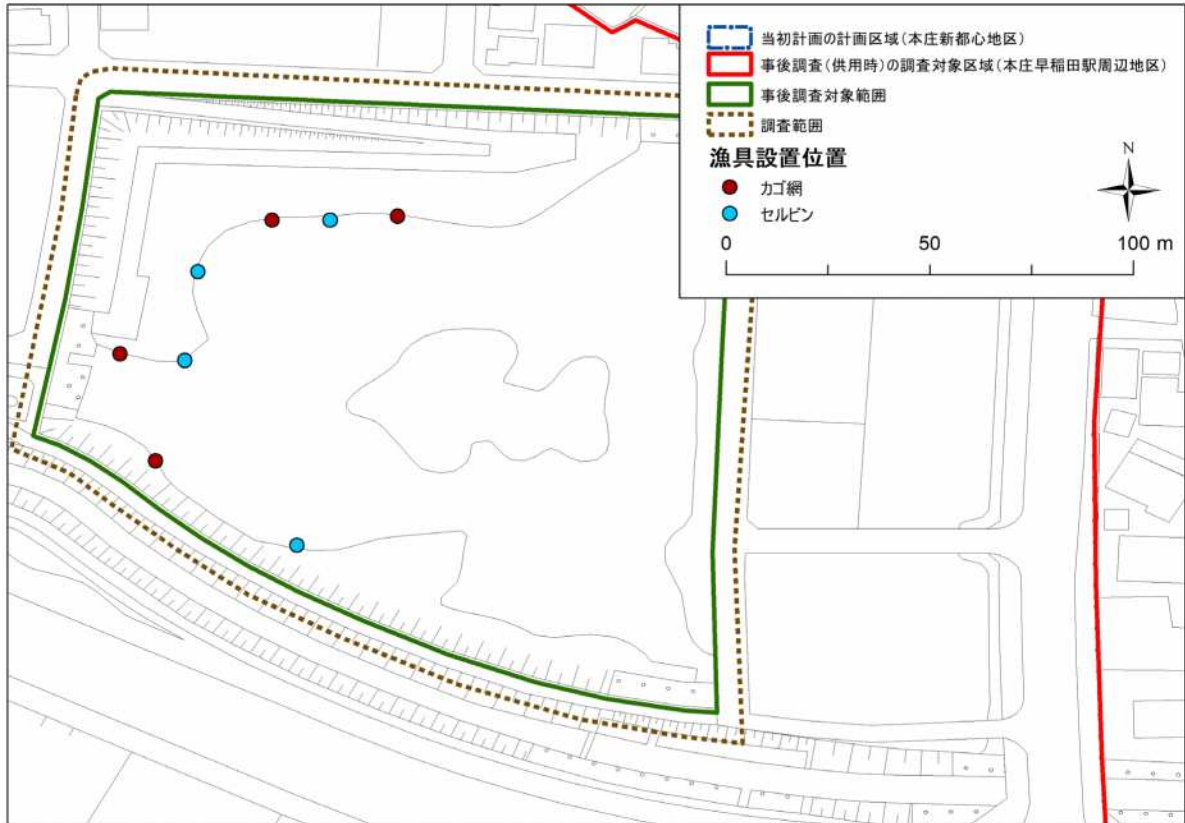 当初計画の計画区域(本庄新都心地区)
事後調査(供用時)の調査対象区域(本庄早稲田駅周辺地区)
事後調査対象範囲
調査範囲
漁具設置位置
カゴ網
セルビン
N
0 50 100 m